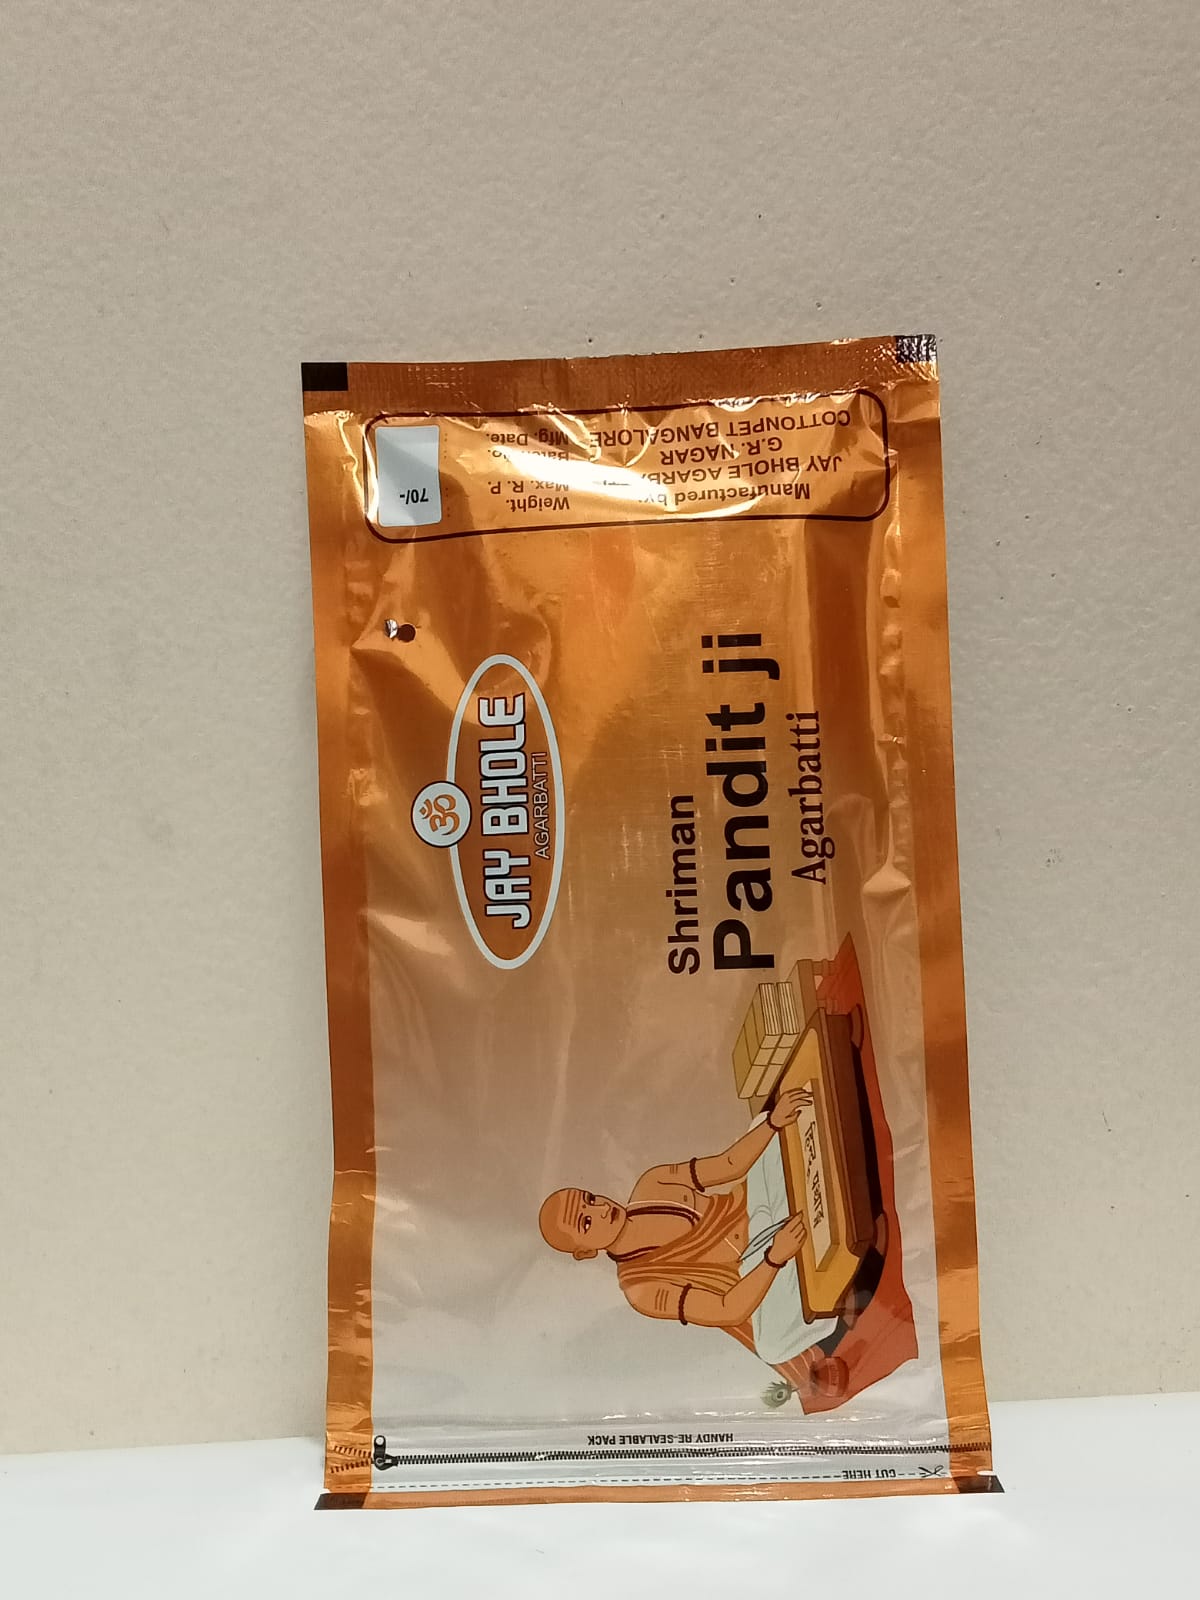 ॐ
JAY BHOLE
AGARBATTI
Shriman
Pandit ji
Agarbatti
Manufactured by:
JAY BHOLE
G.R. NAGAR
COTTONPET BANGALORE
Weight.
Max. R. P.
Batch No.
Mfg. Date.
70/-
HANDY RE-SEALABLE PACK
CUT HERE